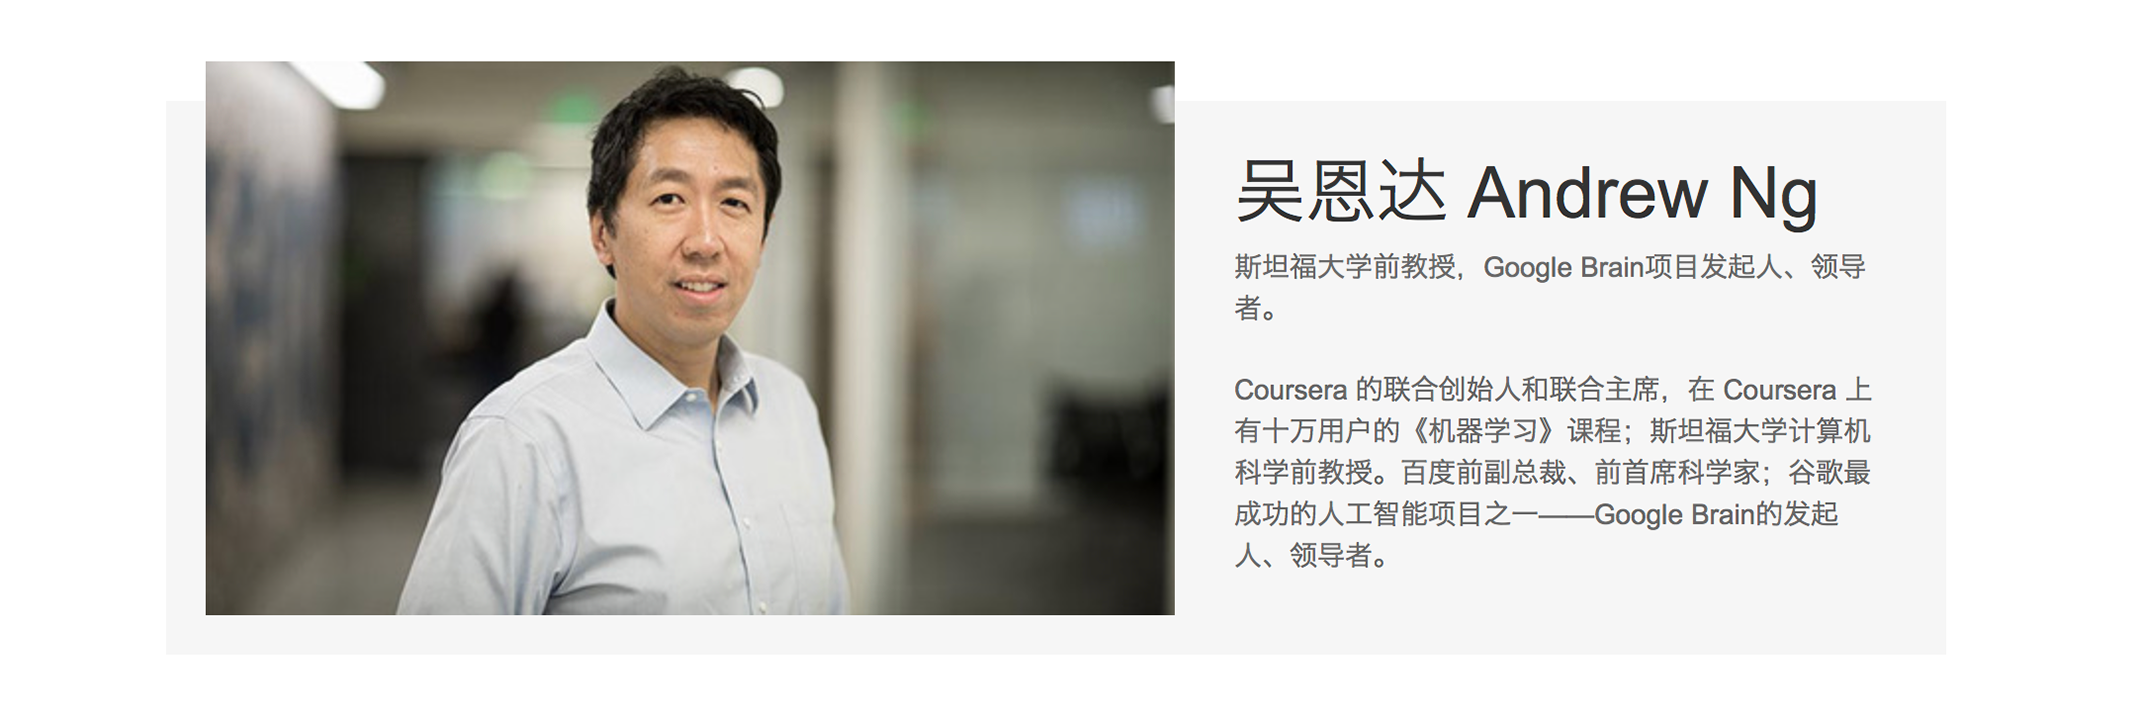 吴恩达 Andrew Ng
斯坦福大学前教授，Google Brain项目发起人、领导
者。
Coursera 的联合创始人和联合主席，在 Coursera 上
有十万用户的《机器学习》课程；斯坦福大学计算机
科学前教授。百度前副总裁、前首席科学家；谷歌最
成功的人工智能项目之一——Google Brain的发起
人、领导者。